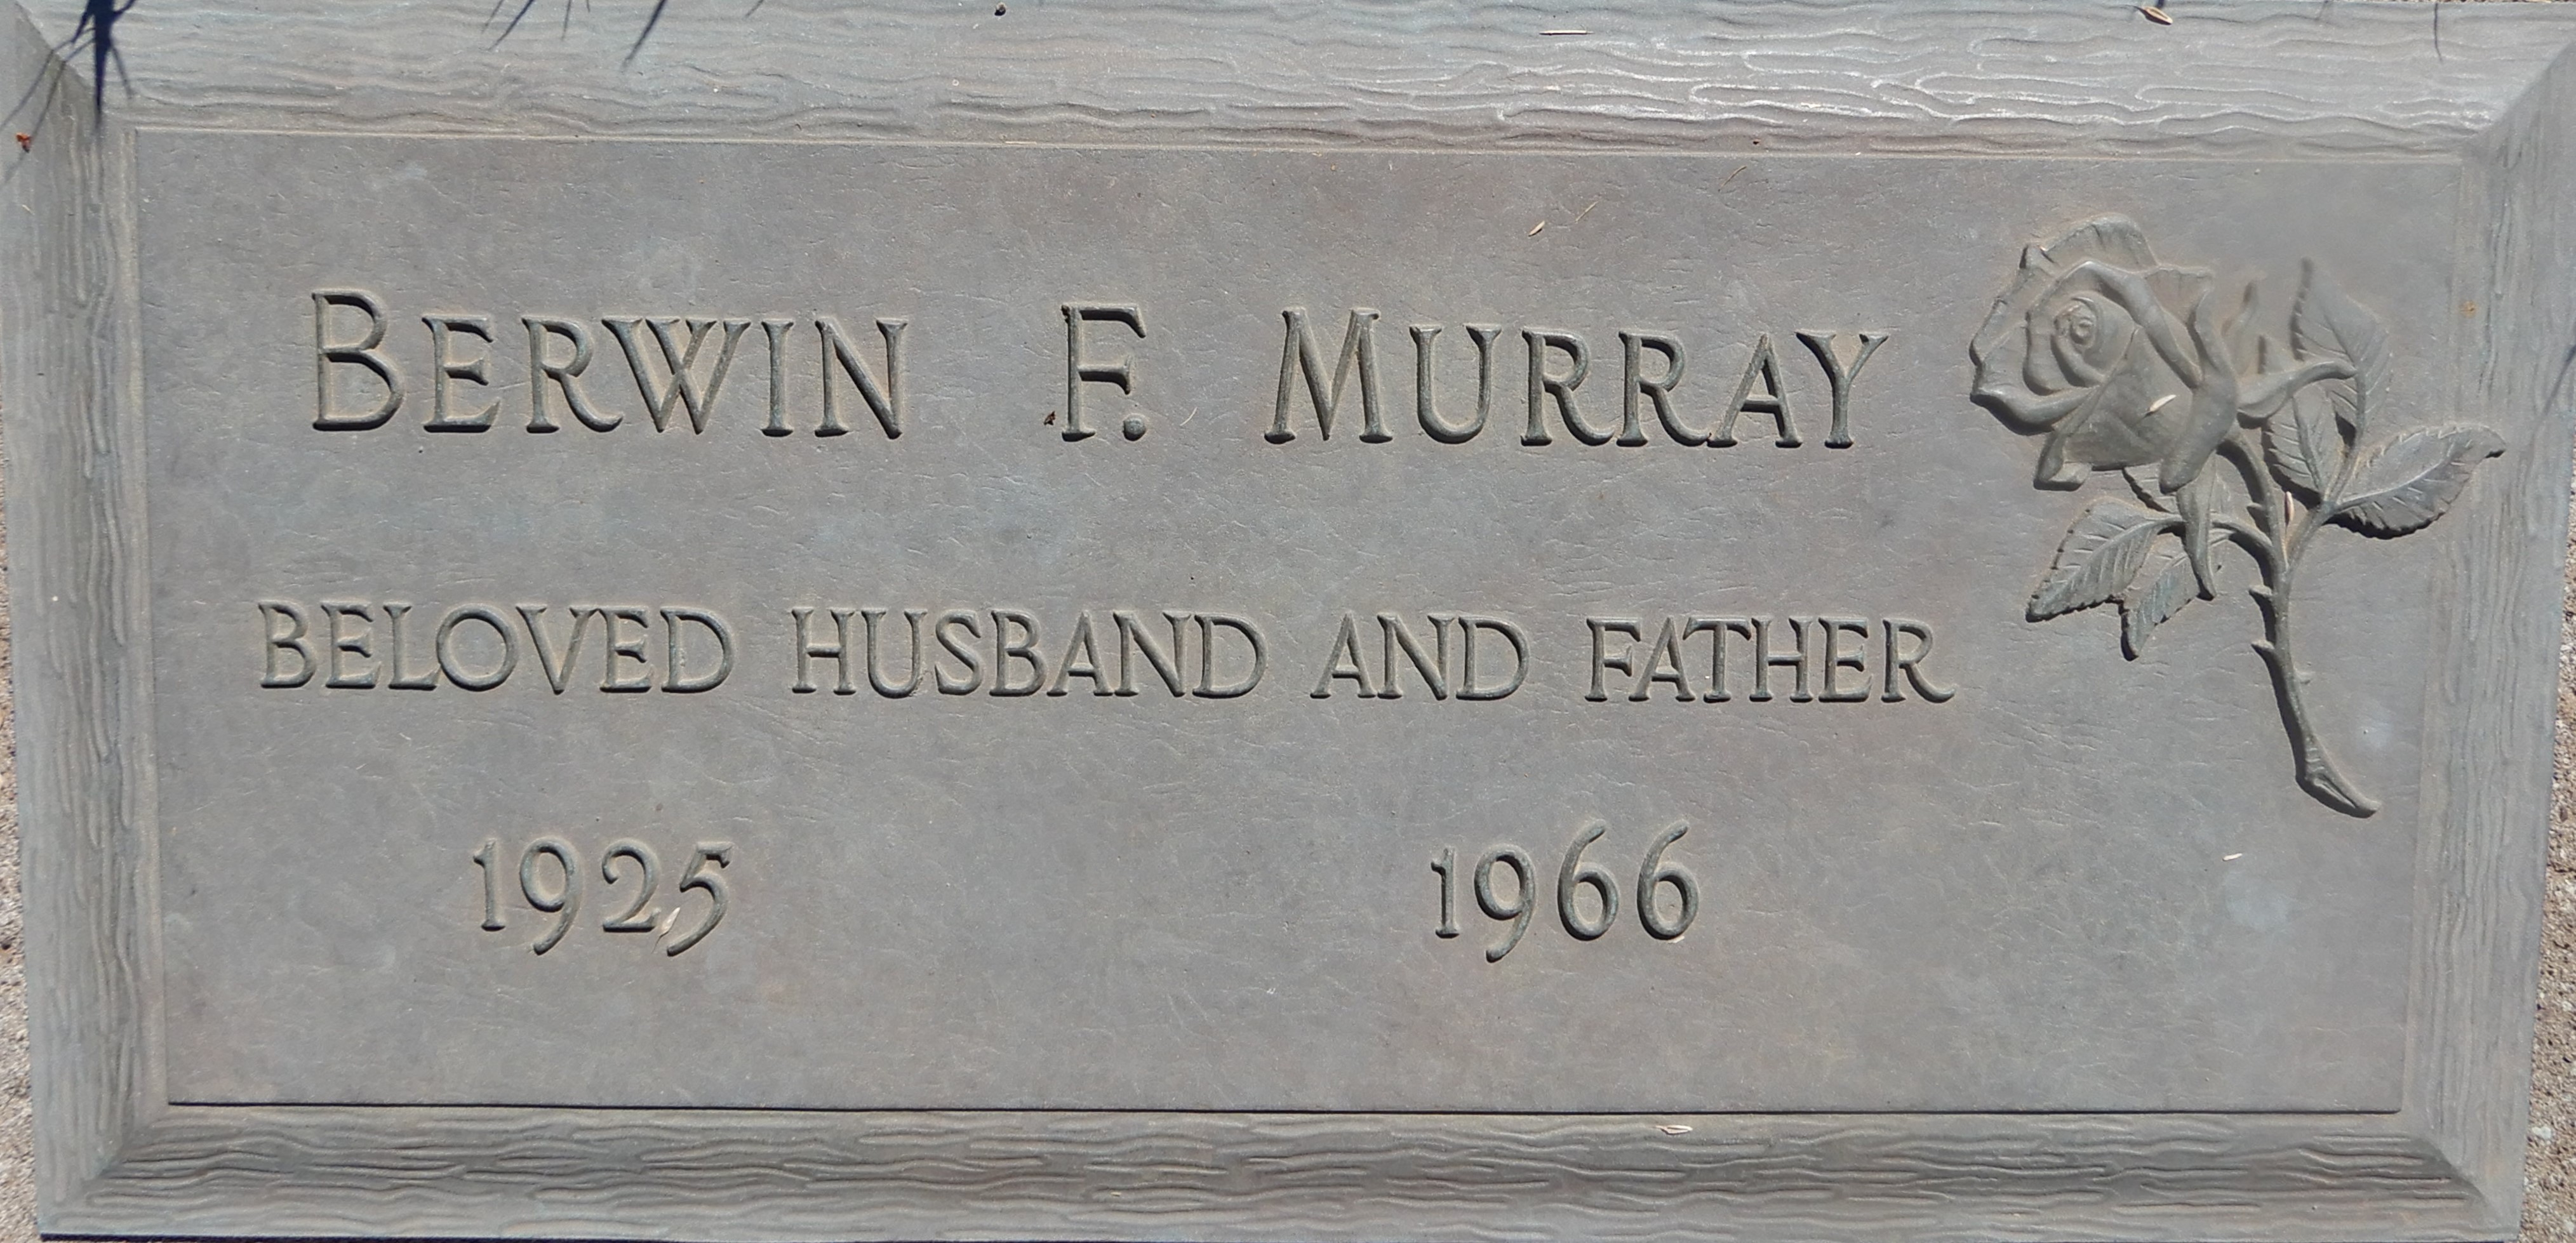 BERWIN F. MURRAY
BELOVED HUSBAND AND FATHER
1925 1966